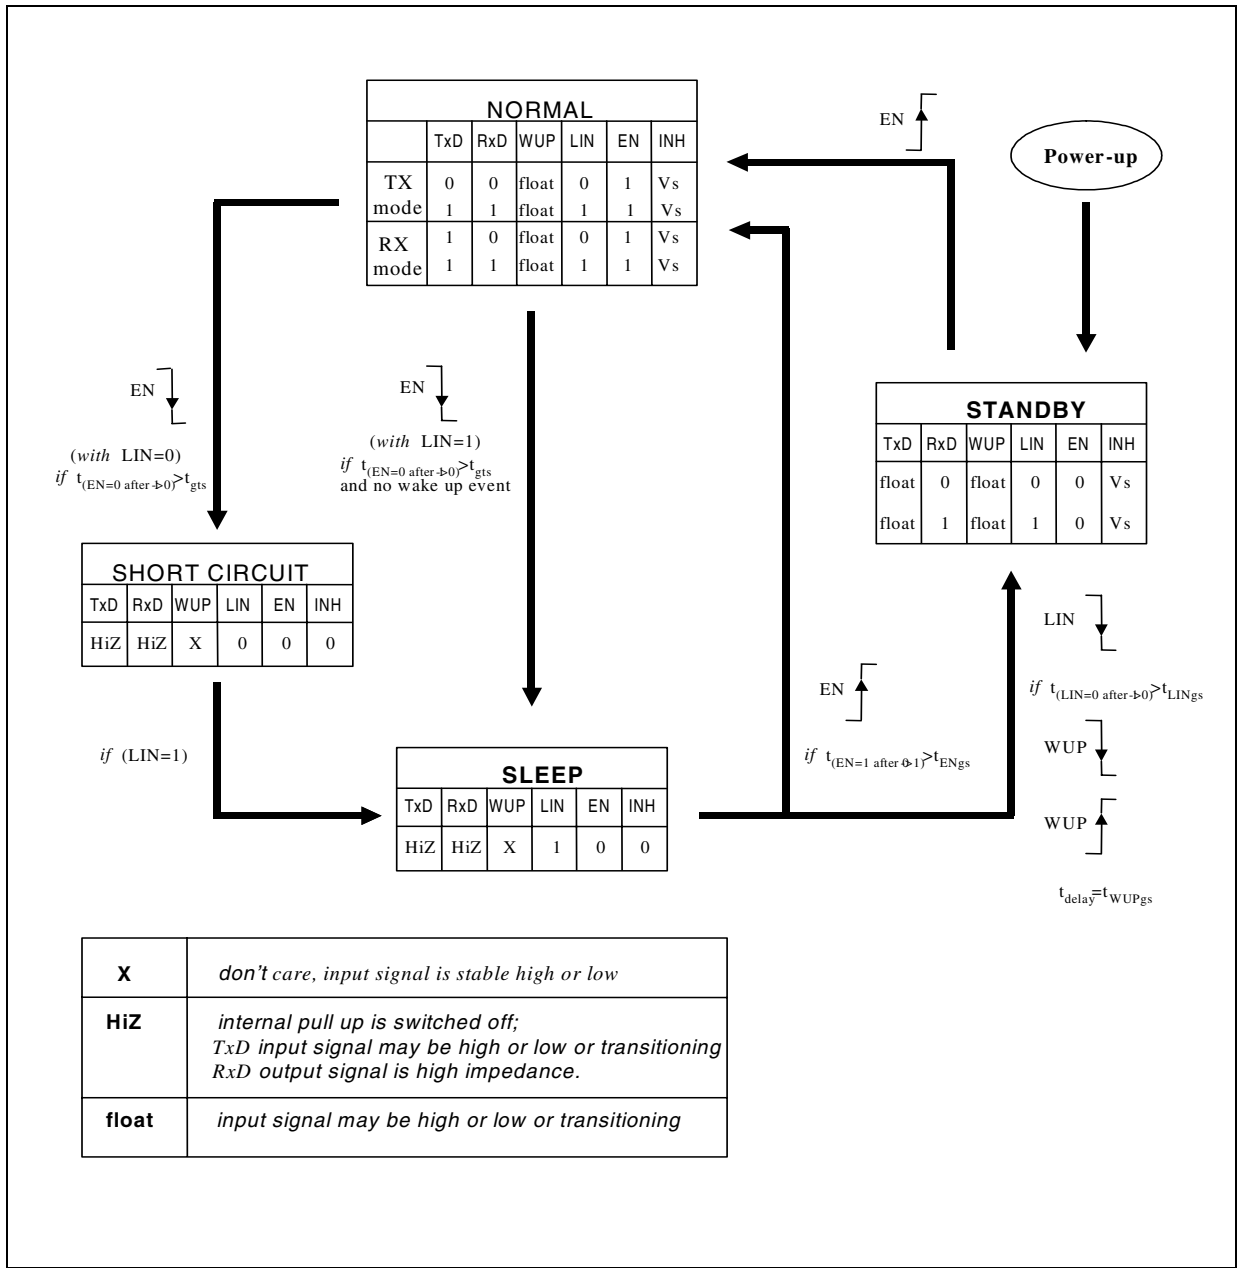 NORMAL
TxD RxD WUP LIN EN INH
TX mode 0 0 float 0 1 Vs
1 1 float 1 1 Vs
RX mode 1 0 float 0 1 Vs
1 1 float 1 1 Vs
EN
Power-up
EN
(with LIN=0)
if t(EN=0 after 1->0)>tgts
EN
(with LIN=1)
if t(EN=0 after 1->0)>tgts
and no wake up event
STANDBY
TxD RxD WUP LIN EN INH
float 0 float 0 0 Vs
float 1 float 1 0 Vs
SHORT CIRCUIT
TxD RxD WUP LIN EN INH
HiZ HiZ X 0 0 0
if (LIN=1)
EN
if t(EN=1 after 0->1)>tENgs
LIN
if t(LIN=0 after 1->0)>tLINgs
WUP
WUP
tdelay=tWUPgs
SLEEP
TxD RxD WUP LIN EN INH
HiZ HiZ X 1 0 0
X don't care, input signal is stable high or low
HiZ internal pull up is switched off;
TxD input signal may be high or low or transitioning
RxD output signal is high impedance.
float input signal may be high or low or transitioning